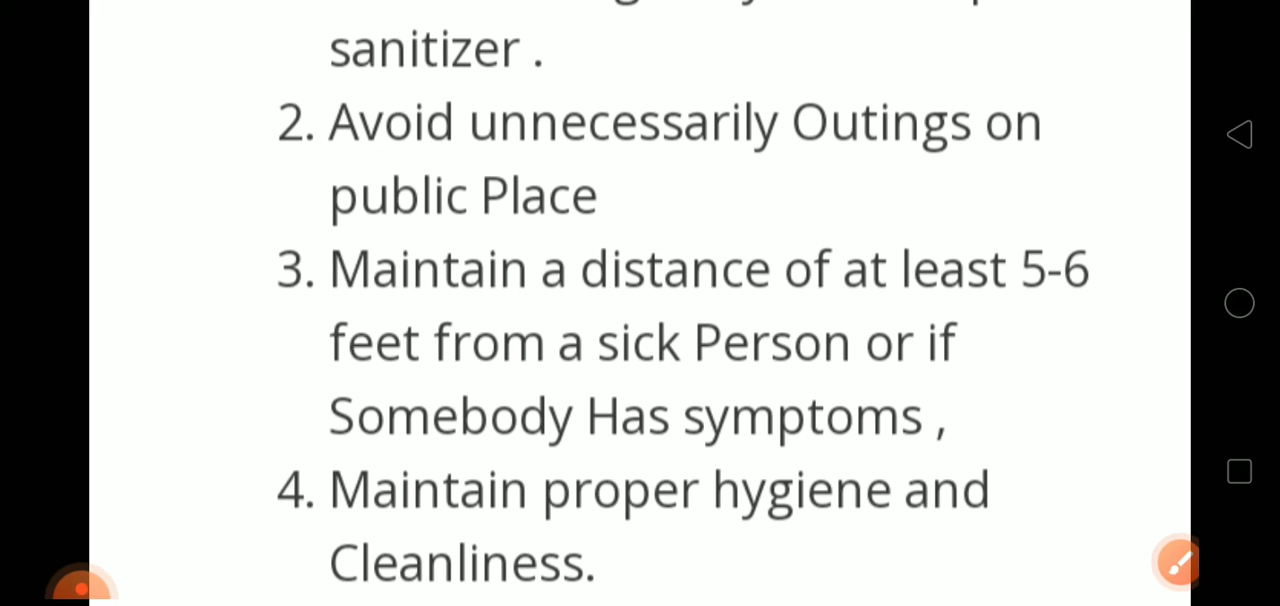 sanitizer .
2. Avoid unnecessarily Outings on
public Place
3. Maintain a distance of at least 5-6
feet from a sick Person or if
Somebody Has symptoms ,
4. Maintain proper hygiene and
Cleanliness.